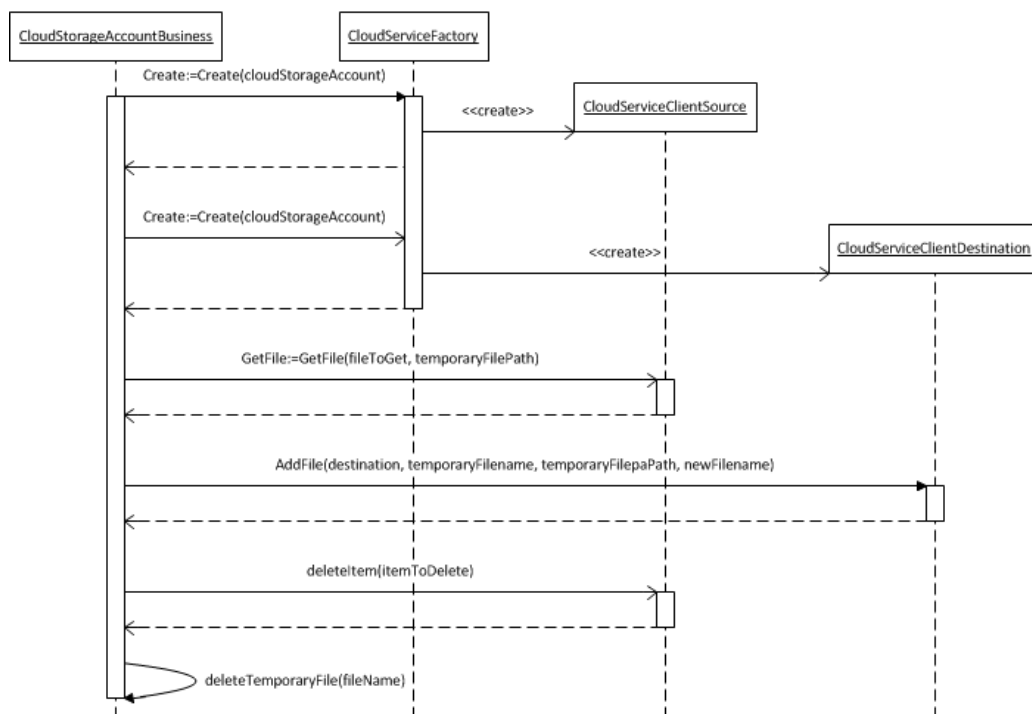 CloudStorageAccountBusiness
CloudServiceFactory
Create:=Create(cloudStorageAccount)
<<create>>
CloudServiceClientSource
Create:=Create(cloudStorageAccount)
<<create>>
CloudServiceClientDestination
GetFile:=GetFile(fileToGet, temporaryFilePath)
AddFile(destination, temporaryFilename, temporaryFilepaPath, newFilename)
deleteItem(itemToDelete)
deleteTemporaryFile(fileName)